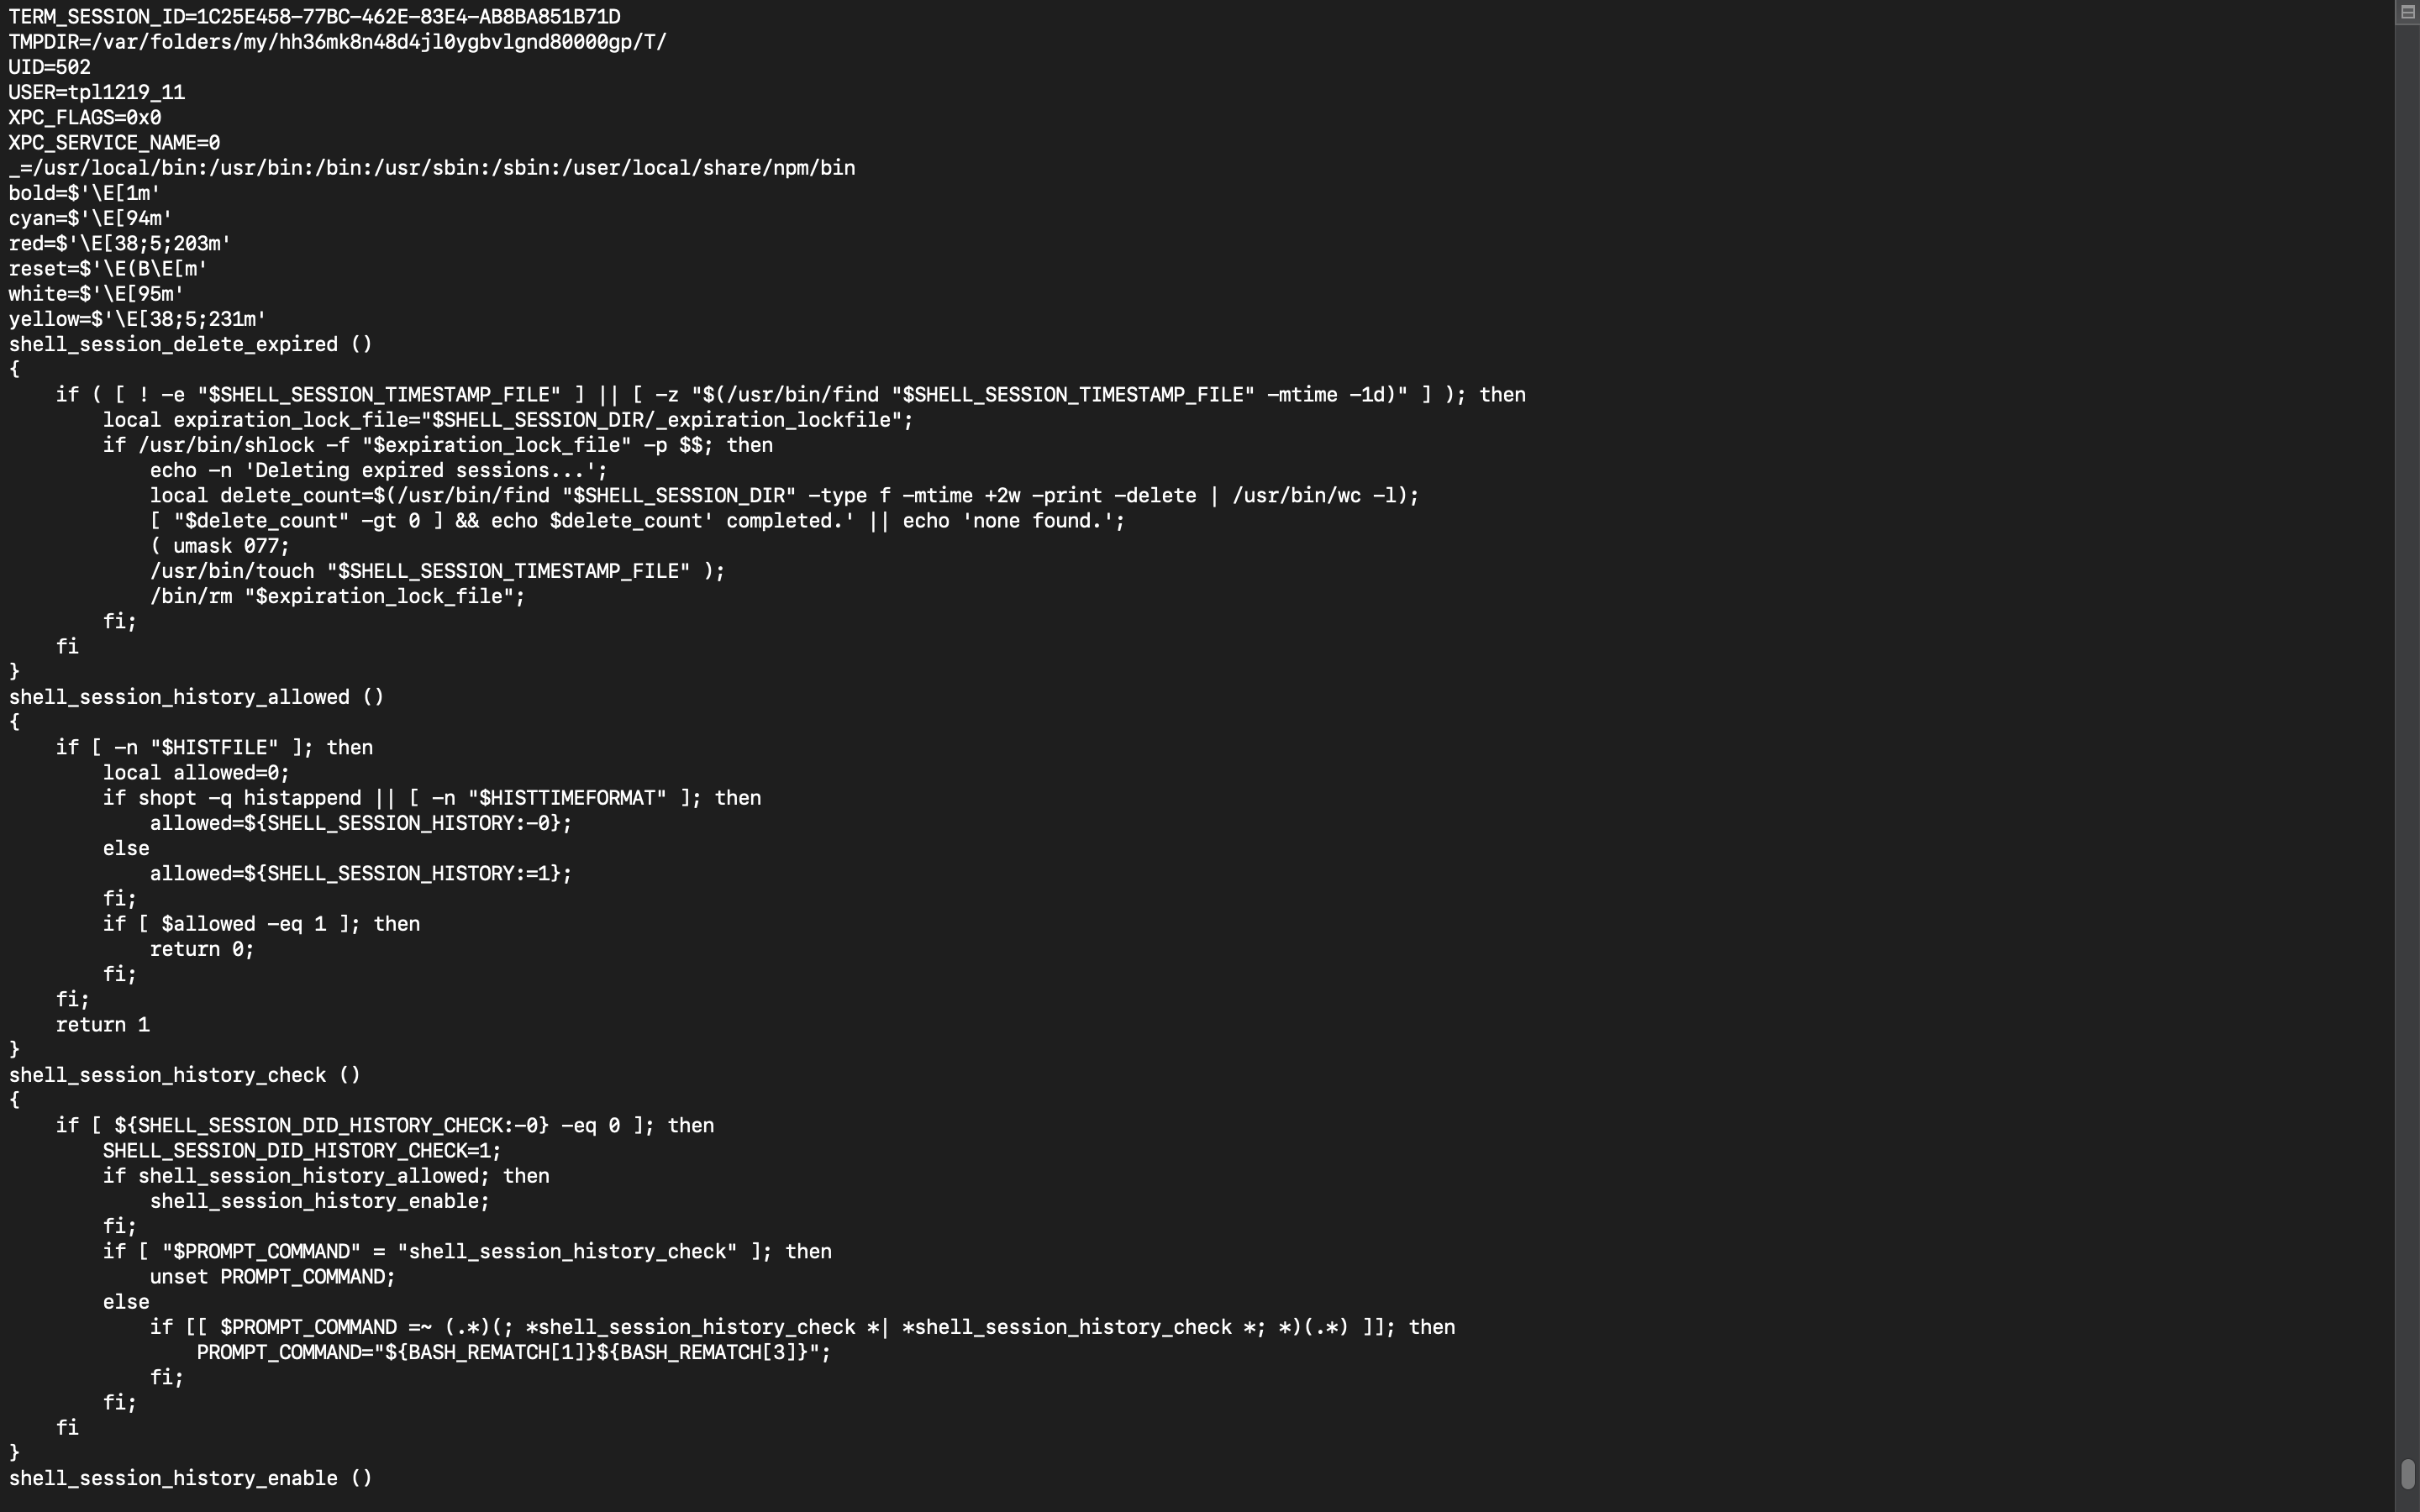 TERM_SESSION_ID=1C25E458-77BC-462E-83E4-AB8BA851B71D
TMPDIR=/var/folders/my/hh36mk8n48d4jl0ygbvlgnd80000gp/T/
UID=502
USER=tpl1219_11
XPC_FLAGS=0x0
XPC_SERVICE_NAME=0
_=/usr/local/bin:/usr/bin:/bin:/usr/sbin:/sbin:/user/local/share/npm/bin
bold=$'\E[1m'
cyan=$'\E[94m'
red=$'\E[38;5;203m'
reset=$'\E(B\E[m'
white=$'\E[95m'
yellow=$'\E[38;5;231m'
shell_session_delete_expired ()
{
    if ( [ ! -e "$SHELL_SESSION_TIMESTAMP_FILE" ] || [ -z "$(/usr/bin/find "$SHELL_SESSION_TIMESTAMP_FILE" -mtime -1d)" ] ); then
        local expiration_lock_file="$SHELL_SESSION_DIR/_expiration_lockfile";
        if /usr/bin/shlock -f "$expiration_lock_file" -p $$; then
            echo -n 'Deleting expired sessions...';
            local delete_count=$(/usr/bin/find "$SHELL_SESSION_DIR" -type f -mtime +2w -print -delete | /usr/bin/wc -l);
            [ "$delete_count" -gt 0 ] && echo $delete_count' completed.' || echo 'none found.';
            ( umask 077;
            /usr/bin/touch "$SHELL_SESSION_TIMESTAMP_FILE" );
            /bin/rm "$expiration_lock_file";
        fi;
    fi
}
shell_session_history_allowed ()
{
    if [ -n "$HISTFILE" ]; then
        local allowed=0;
        if shopt -q histappend || [ -n "$HISTTIMEFORMAT" ]; then
            allowed=${SHELL_SESSION_HISTORY:-0};
        else
            allowed=${SHELL_SESSION_HISTORY:=1};
        fi;
        if [ $allowed -eq 1 ]; then
            return 0;
        fi;
    fi;
    return 1
}
shell_session_history_check ()
{
    if [ ${SHELL_SESSION_DID_HISTORY_CHECK:-0} -eq 0 ]; then
        SHELL_SESSION_DID_HISTORY_CHECK=1;
        if shell_session_history_allowed; then
            shell_session_history_enable;
        fi;
        if [ "$PROMPT_COMMAND" = "shell_session_history_check" ]; then
            unset PROMPT_COMMAND;
        else
            if [[ $PROMPT_COMMAND =~ (.*)(; *shell_session_history_check *| *shell_session_history_check *; *)(.*) ]]; then
                PROMPT_COMMAND="${BASH_REMATCH[1]}${BASH_REMATCH[3]}";
            fi;
        fi;
    fi
}
shell_session_history_enable ()